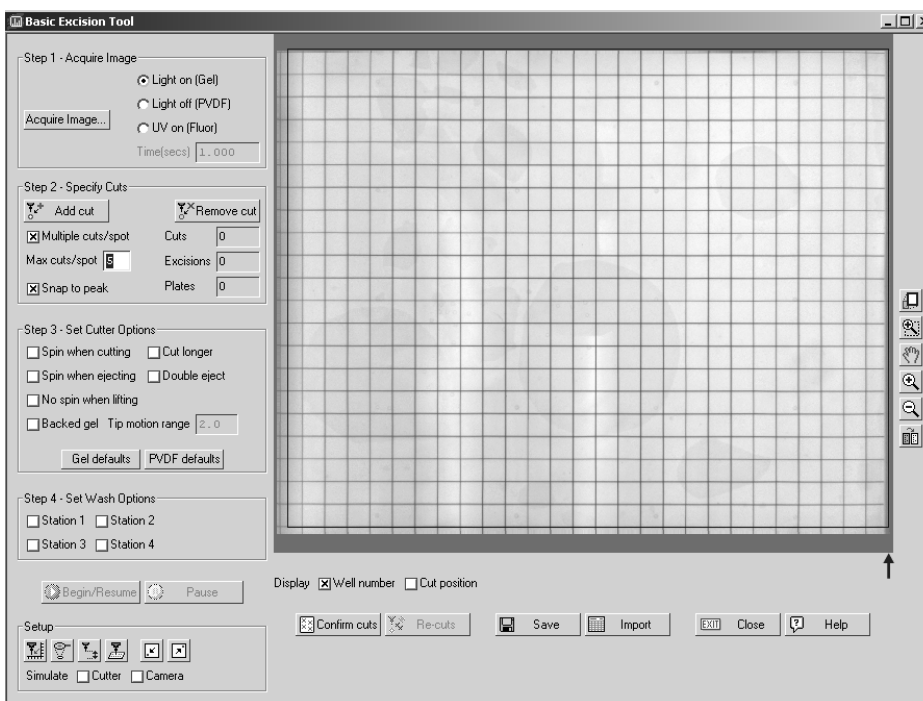 Basic Excision Tool
Step 1 - Acquire Image
Light on (Gel)
Light off (PVDF)
Acquire Image...
UV on (Fluor)
Time(secs) 1.000
Step 2 - Specify Cuts
Add cut Remove cut
Multiple cuts/spot Cuts 0
Max cuts/spot 5 Excisions 0
Snap to peak Plates 0
Step 3 - Set Cutter Options
Spin when cutting Cut longer
Spin when ejecting Double eject
No spin when lifting
Backed gel Tip motion range 2.0
Gel defaults PVDF defaults
Step 4 - Set Wash Options
Station 1 Station 2
Station 3 Station 4
Begin/Resume Pause
Display Well number Cut position
Confirm cuts Re-cuts Save Import EXIT Close Help
Setup
Simulate Cutter Camera